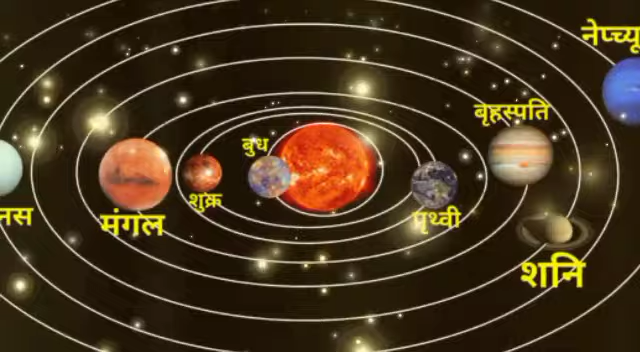 नेप्च्यू
बृहस्पति
बुध
शुक्र
पृथ्वी
मंगल
नस
शनि